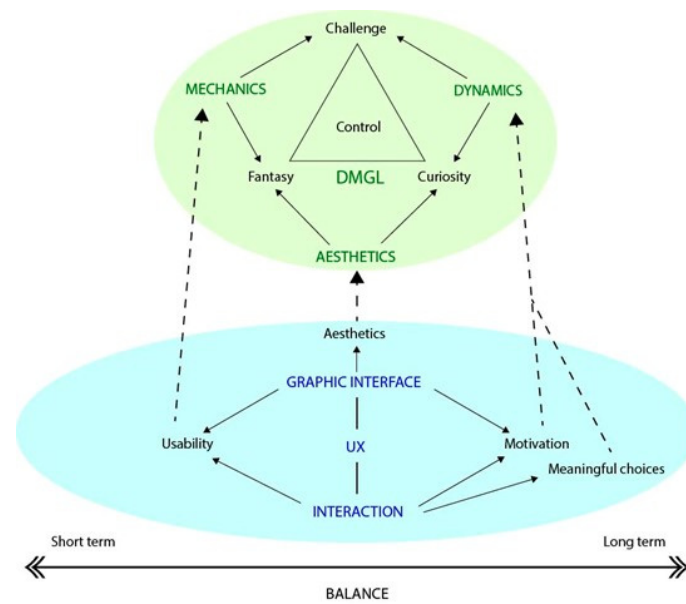 Challenge
MECHANICS
DYNAMICS
Control
Fantasy
DMGL
Curiosity
AESTHETICS
Aesthetics
GRAPHIC INTERFACE
Usability
UX
Motivation
Meaningful choices
INTERACTION
Short term
Long term
BALANCE